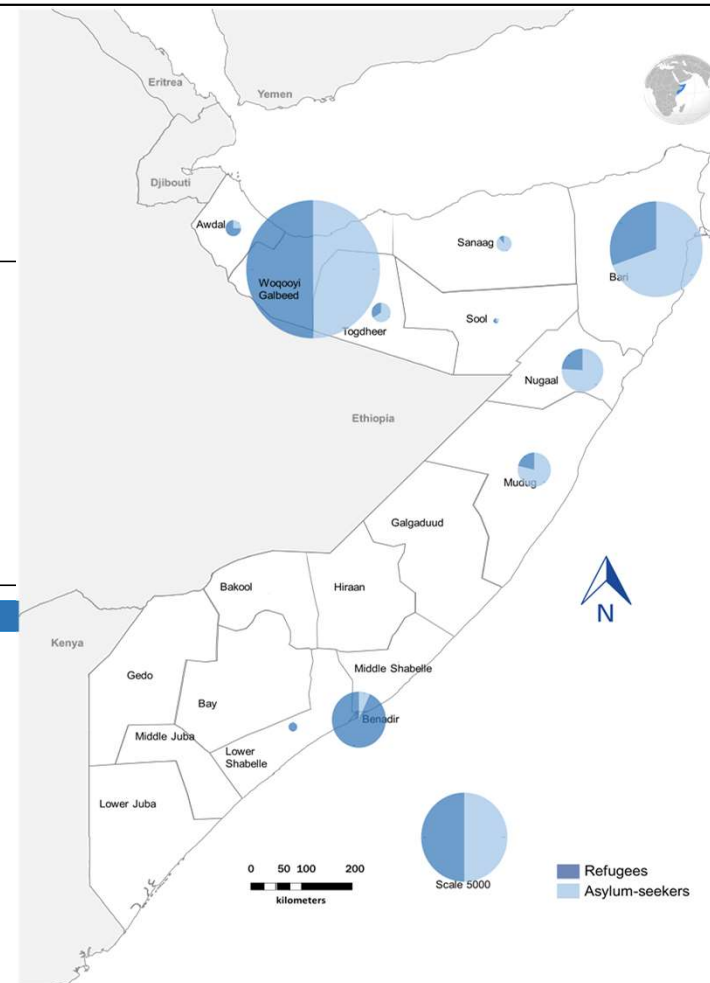 Eritrea
Yemen
Djibouti
Awdal
Woqooyi
Galbeed
Togdheer
Sanaag
Sool
Bari
Nugaal
Ethiopia
Mudug
Galgaduud
Bakool
Hiraan
Kenya
Gedo
Bay
Middle Shabelle
Benadir
Middle Juba
Lower
Shabelle
Lower Juba
N
0 50 100 200
kilometers
Scale 5000
Refugees
Asylum-seekers